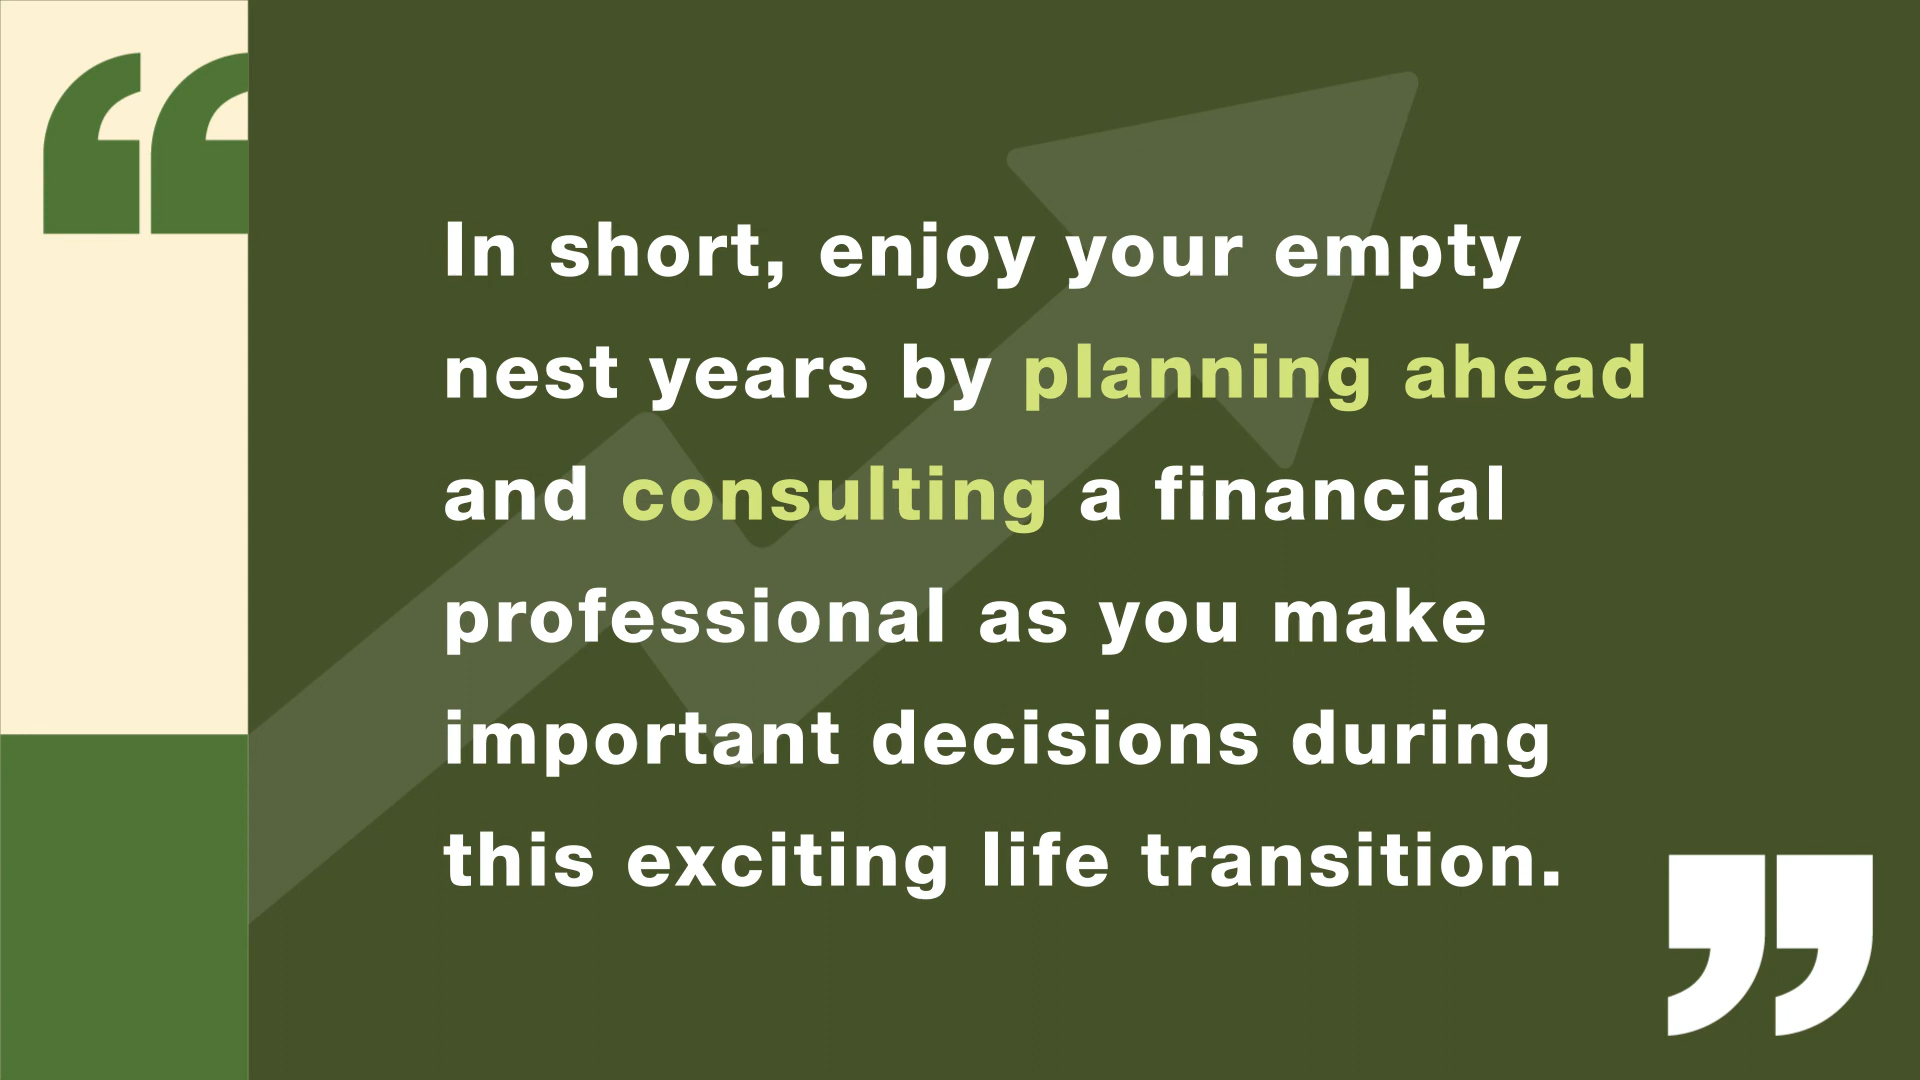 “
In short, enjoy your empty
nest years by planning ahead
and consulting a financial
professional as you make
important decisions during
this exciting life transition.
”